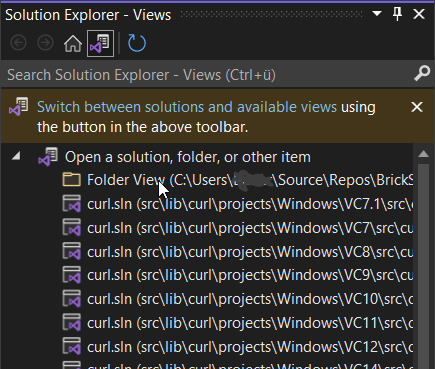 Solution Explorer - Views
Search Solution Explorer - Views (Ctrl+ü)
Switch between solutions and available views using
the button in the above toolbar.
Open a solution, folder, or other item
Folder View (C:\Users\ \Source\Repos\BrickS
curl.sln (src\lib\curl\projects\Windows\VC7.1\src\c
curl.sln (src\lib\curl\projects\Windows\VC7\src\cu
curl.sln (src\lib\curl\projects\Windows\VC8\src\cu
curl.sln (src\lib\curl\projects\Windows\VC9\src\cu
curl.sln (src\lib\curl\projects\Windows\VC10\src\c
curl.sln (src\lib\curl\projects\Windows\VC11\src\c
curl.sln (src\lib\curl\projects\Windows\VC12\src\c
curl.sln (src\lib\curl\projects\Windows\VC14\src\c